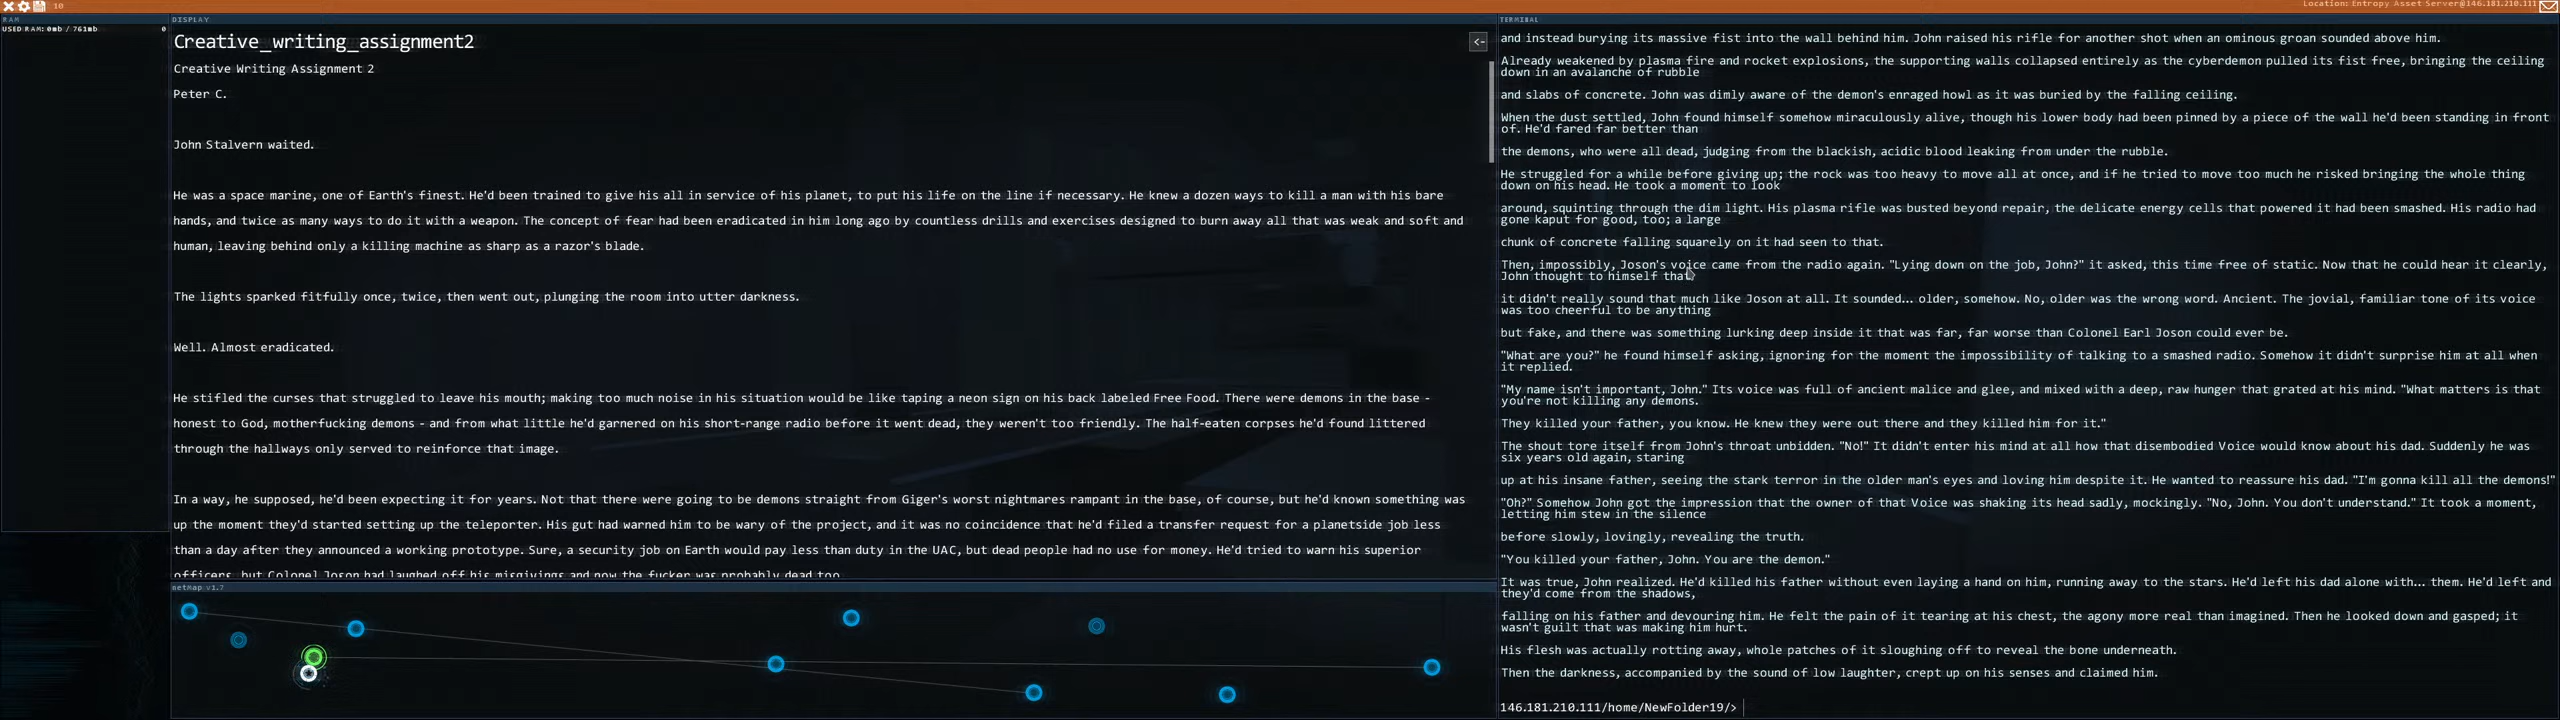 10
Location: Entropy Asset Server@146.181.210.111
RAM
USED RAM: 0mb / 761mb
0
DISPLAY
Creative_writing_assignment2
<-
Creative Writing Assignment 2
Peter C.
John Stalvern waited.
He was a space marine, one of Earth's finest. He'd been trained to give his all in service of his planet, to put his life on the line if necessary. He knew a dozen ways to kill a man with his bare
hands, and twice as many ways to do it with a weapon. The concept of fear had been eradicated in him long ago by countless drills and exercises designed to burn away all that was weak and soft and
human, leaving behind only a killing machine as sharp as a razor's blade.
The lights sparked fitfully once, twice, then went out, plunging the room into utter darkness.
Well. Almost eradicated.
He stifled the curses that struggled to leave his mouth; making too much noise in his situation would be like taping a neon sign on his back labeled Free Food. There were demons in the base -
honest to God, motherfucking demons - and from what little he'd garnered on his short-range radio before it went dead, they weren't too friendly. The half-eaten corpses he'd found littered
through the hallways only served to reinforce that image.
In a way, he supposed, he'd been expecting it for years. Not that there were going to be demons straight from Giger's worst nightmares rampant in the base, of course, but he'd known something was
up the moment they'd started setting up the teleporter. His gut had warned him to be wary of the project, and it was no coincidence that he'd filed a transfer request for a planetside job less
than a day after they announced a working prototype. Sure, a security job on Earth would pay less than duty in the UAC, but dead people had no use for money. He'd tried to warn his superior
officers, but Colonel Joson had laughed off his misgivings and now the fucker was probably dead too
netMap v1.7
TERMINAL
and instead burying its massive fist into the wall behind him. John raised his rifle for another shot when an ominous groan sounded above him.
Already weakened by plasma fire and rocket explosions, the supporting walls collapsed entirely as the cyberdemon pulled its fist free, bringing the ceiling
down in an avalanche of rubble
and slabs of concrete. John was dimly aware of the demon's enraged howl as it was buried by the falling ceiling.
When the dust settled, John found himself somehow miraculously alive, though his lower body had been pinned by a piece of the wall he'd been standing in front
of. He'd fared far better than
the demons, who were all dead, judging from the blackish, acidic blood leaking from under the rubble.
He struggled for a while before giving up; the rock was too heavy to move all at once, and if he tried to move too much he risked bringing the whole thing
down on his head. He took a moment to look
around, squinting through the dim light. His plasma rifle was busted beyond repair, the delicate energy cells that powered it had been smashed. His radio had
gone kaput for good, too; a large
chunk of concrete falling squarely on it had seen to that.
Then, impossibly, Joson's voice came from the radio again. "Lying down on the job, John?" it asked, this time free of static. Now that he could hear it clearly,
John thought to himself that
it didn't really sound that much like Joson at all. It sounded... older, somehow. No, older was the wrong word. Ancient. The jovial, familiar tone of its voice
was too cheerful to be anything
but fake, and there was something lurking deep inside it that was far, far worse than Colonel Earl Joson could ever be.
"What are you?" he found himself asking, ignoring for the moment the impossibility of talking to a smashed radio. Somehow it didn't surprise him at all when
it replied.
"My name isn't important, John." Its voice was full of ancient malice and glee, and mixed with a deep, raw hunger that grated at his mind. "What matters is that
you're not killing any demons.
They killed your father, you know. He knew they were out there and they killed him for it."
The shout tore itself from John's throat unbidden. "No!" It didn't enter his mind at all how that disembodied Voice would know about his dad. Suddenly he was
six years old again, staring
up at his insane father, seeing the stark terror in the older man's eyes and loving him despite it. He wanted to reassure his dad. "I'm gonna kill all the demons!"
"Oh?" Somehow John got the impression that the owner of that Voice was shaking its head sadly, mockingly. "No, John. You don't understand." It took a moment,
letting him stew in the silence
before slowly, lovingly, revealing the truth.
"You killed your father, John. You are the demon."
It was true, John realized. He'd killed his father without even laying a hand on him, running away to the stars. He'd left his dad alone with... them. He'd left and
they'd come from the shadows,
falling on his father and devouring him. He felt the pain of it tearing at his chest, the agony more real than imagined. Then he looked down and gasped; it
wasn't guilt that was making him hurt.
His flesh was actually rotting away, whole patches of it sloughing off to reveal the bone underneath.
Then the darkness, accompanied by the sound of low laughter, crept up on his senses and claimed him.
146.181.210.111/home/NewFolder19/>